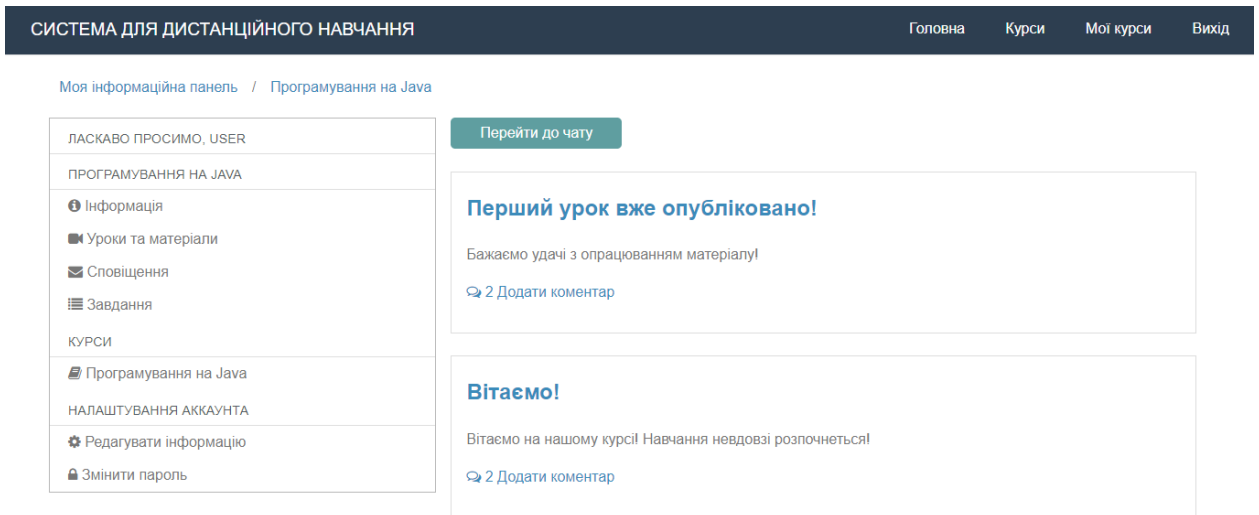 СИСТЕМА ДЛЯ ДИСТАНЦІЙНОГО НАВЧАННЯ
Головна Курси Мої курси Вихід
Моя інформаційна панель / Програмування на Java
ЛАСКАВО ПРОСИМО, USER
ПРОГРАМУВАННЯ НА JAVA
Інформація
Уроки та матеріали
Сповіщення
Завдання
КУРСИ
Програмування на Java
НАЛАШТУВАННЯ АККАУНТА
Редагувати інформацію
Змінити пароль
Перейти до чату
Перший урок вже опубліковано!
Бажаємо удачі з опрацюванням матеріалу!
2 Додати коментар
Вітаємо!
Вітаємо на нашому курсі! Навчання невдовзі розпочнеться!
2 Додати коментар